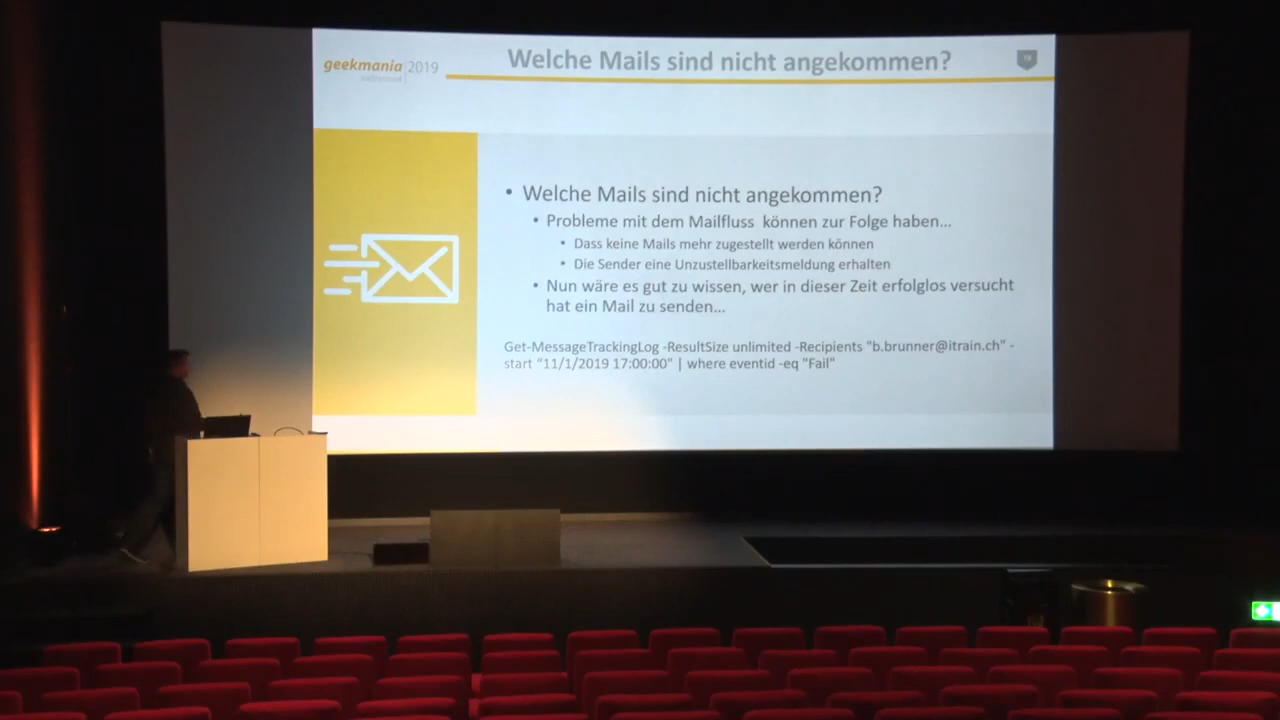 geekmania 2019
Welche Mails sind nicht angekommen?
• Welche Mails sind nicht angekommen?
• Probleme mit dem Mailfluss können zur Folge haben...
• Dass keine Mails mehr zugestellt werden können
• Die Sender eine Unzustellbarkeitsmeldung erhalten
• Nun wäre es gut zu wissen, wer in dieser Zeit erfolglos versucht
hat ein Mail zu senden...
Get-MessageTrackingLog -ResultSize unlimited -Recipients "b.brunner@itrain.ch" -
start “11/1/2019 17:00:00" | where eventid -eq "Fail"